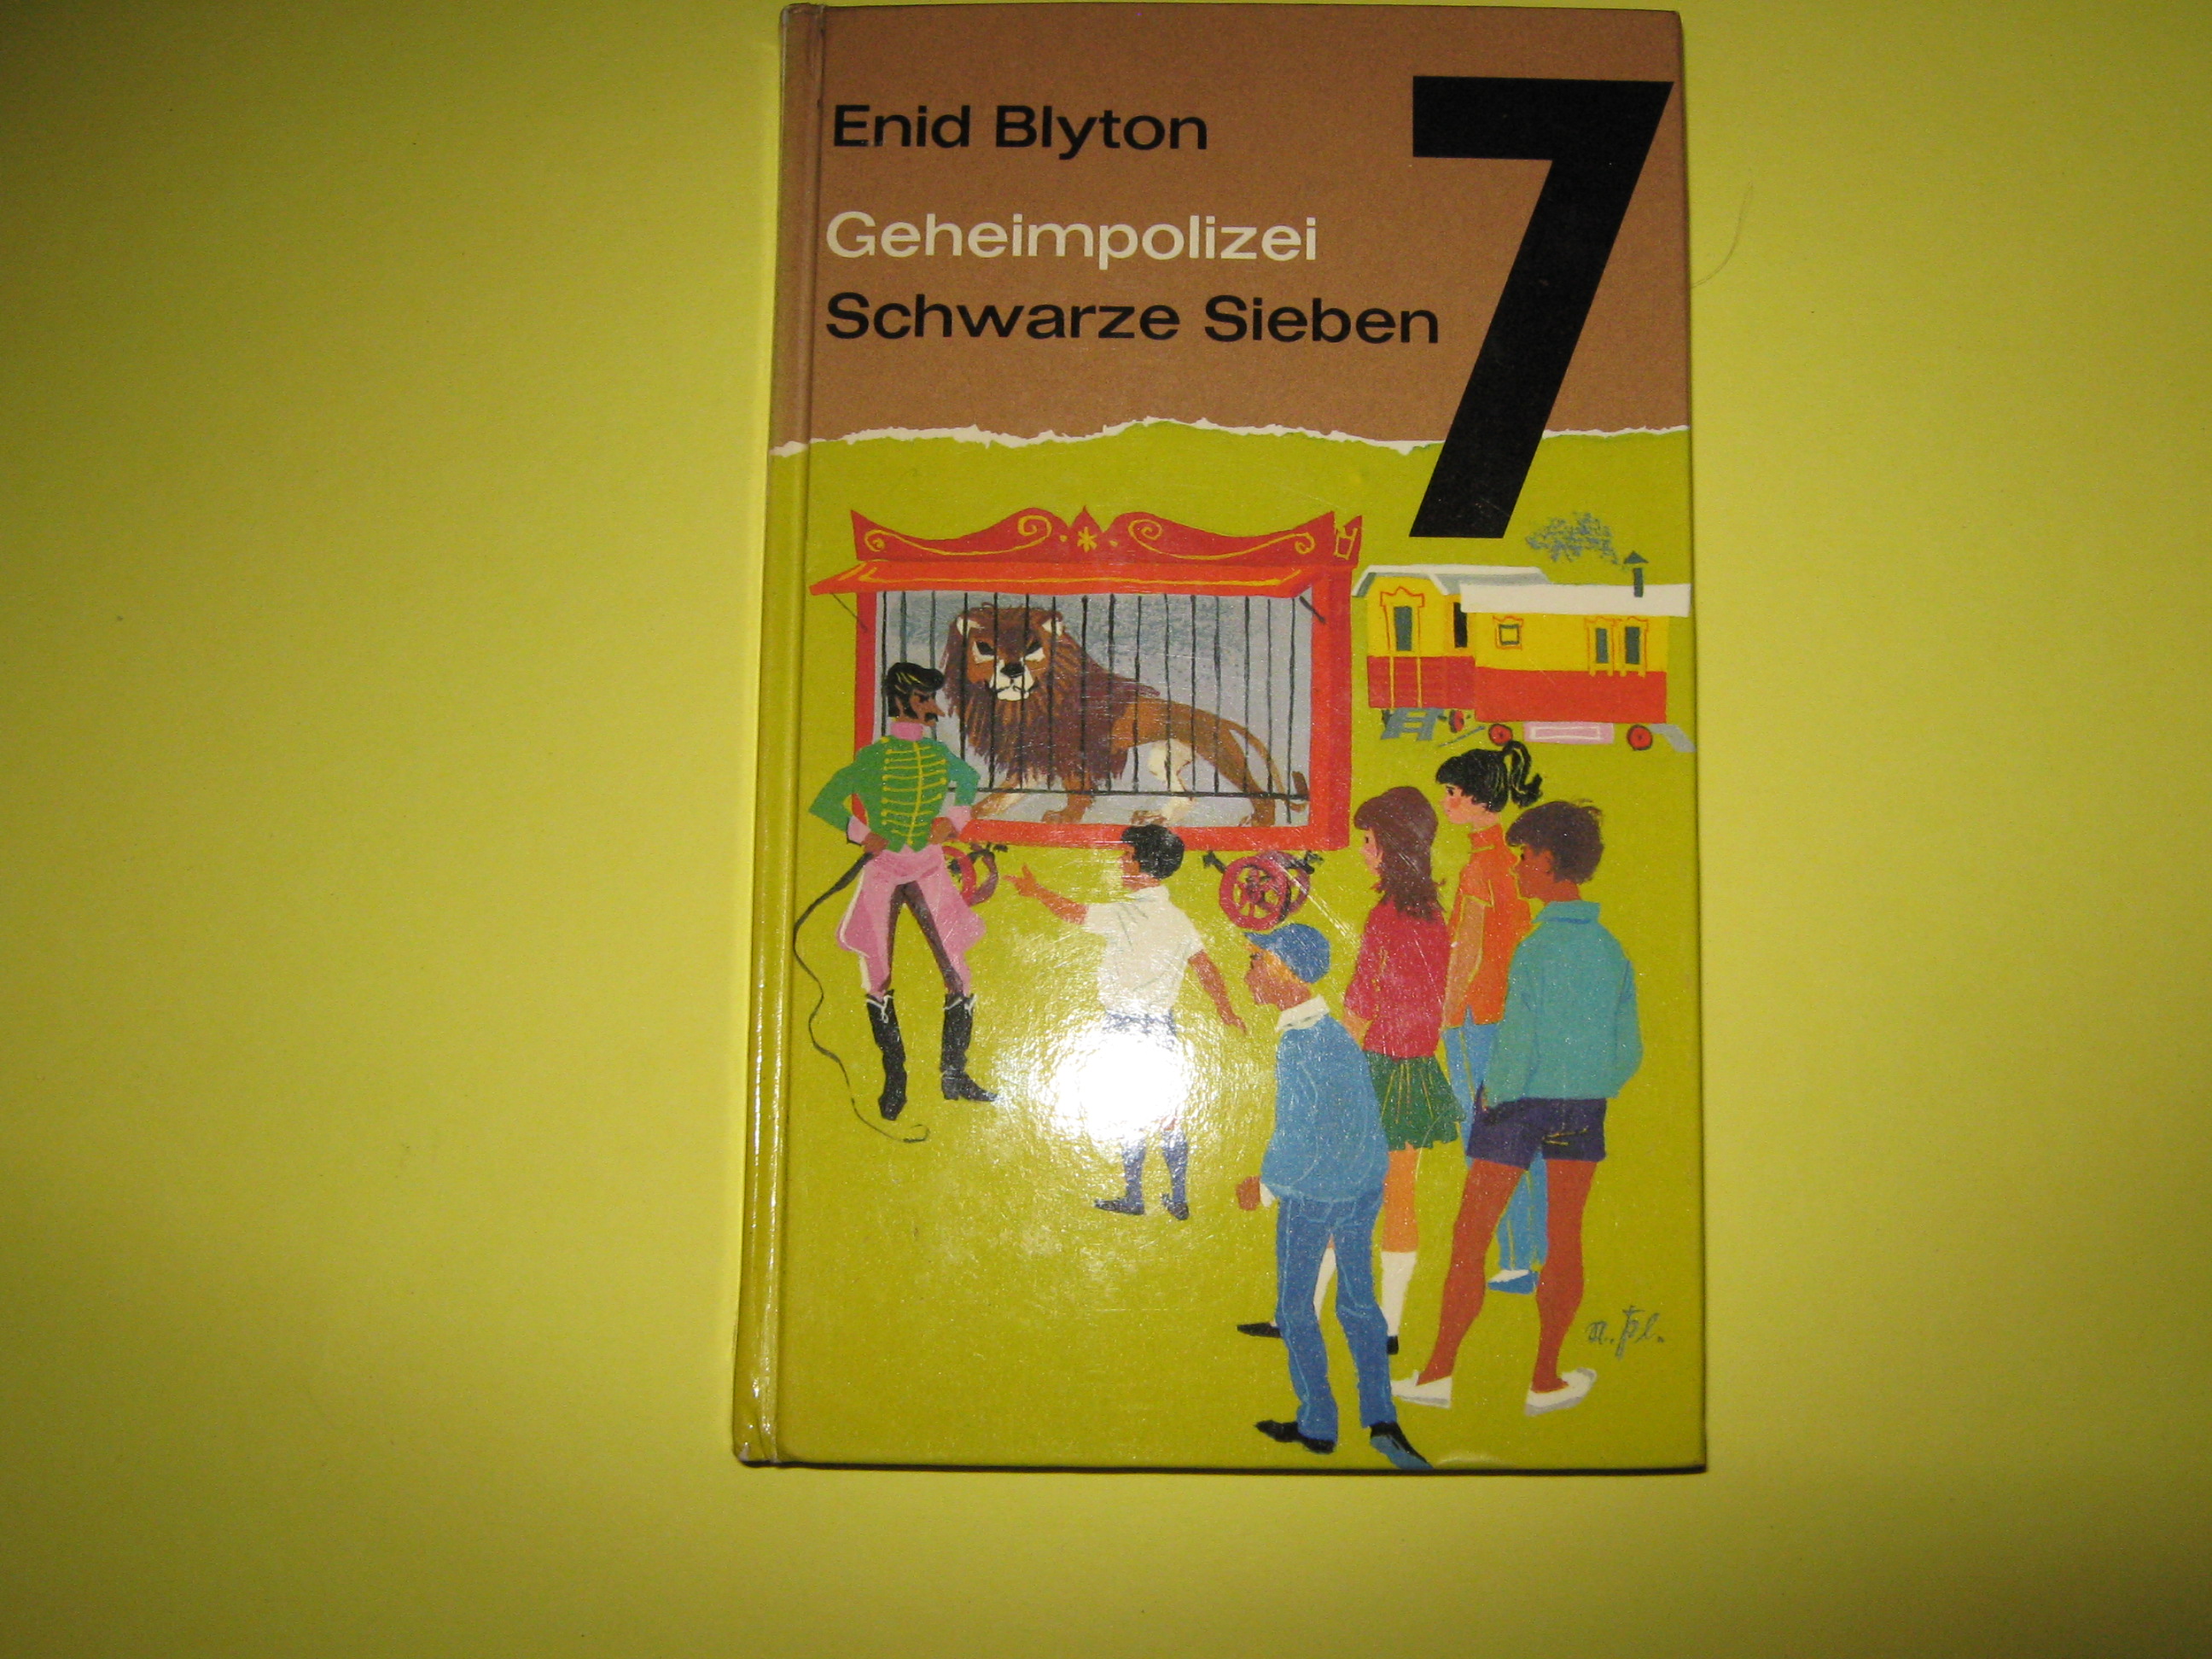 Enid Blyton
7
Geheimpolizei
Schwarze Sieben